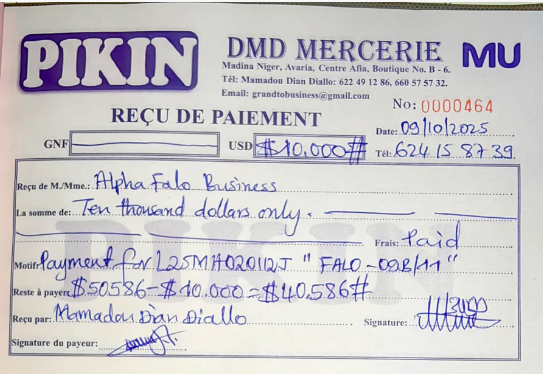 PIKIN
DMD MERCERIE MU
Madina Niger, Avaria, Centre Afia, Boutique No. B - 6.
Tél: Mamadou Dian Diallo: 622 49 12 86, 660 57 57 32.
Email: grandtobusiness@gmail.com
No: 0000464
REÇU DE PAIEMENT
Date: 09/10/2025
GNF USD $10.000# Tél: 624 15 87 39
Reçu de M./Mme.: Alpha Falo Business
La somme de: Ten thousand dollars only.
Frais: Paid
Motif: Payment for L25MH02012J " FALO -09B/11 "
Reste à payer: $50586-$10.000=$40.586#
Reçu par: Mamadou Dian Diallo Signature:
Signature du payeur:
PIKIN